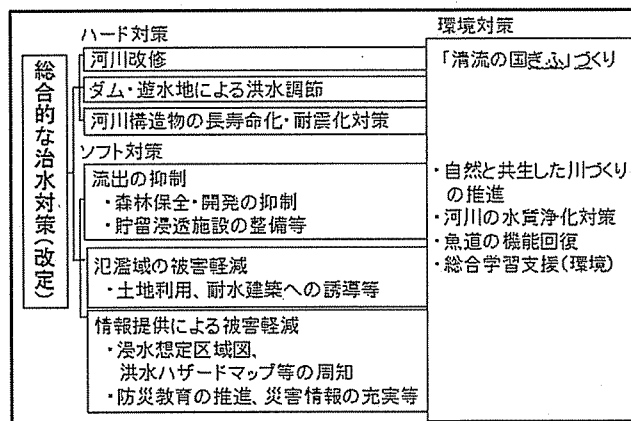 総合的な治水対策(改定)
ハード対策
河川改修
ダム・遊水地による洪水調節
河川構造物の長寿命化・耐震化対策
ソフト対策
流出の抑制
・森林保全・開発の抑制
・貯留浸透施設の整備等
氾濫域の被害軽減
・土地利用、耐水建築への誘導等
情報提供による被害軽減
・浸水想定区域図、
洪水ハザードマップ等の周知
・防災教育の推進、災害情報の充実等
環境対策
「清流の国ぎふ」づくり
・自然と共生した川づくり
の推進
・河川の水質浄化対策
・魚道の機能回復
・総合学習支援(環境)